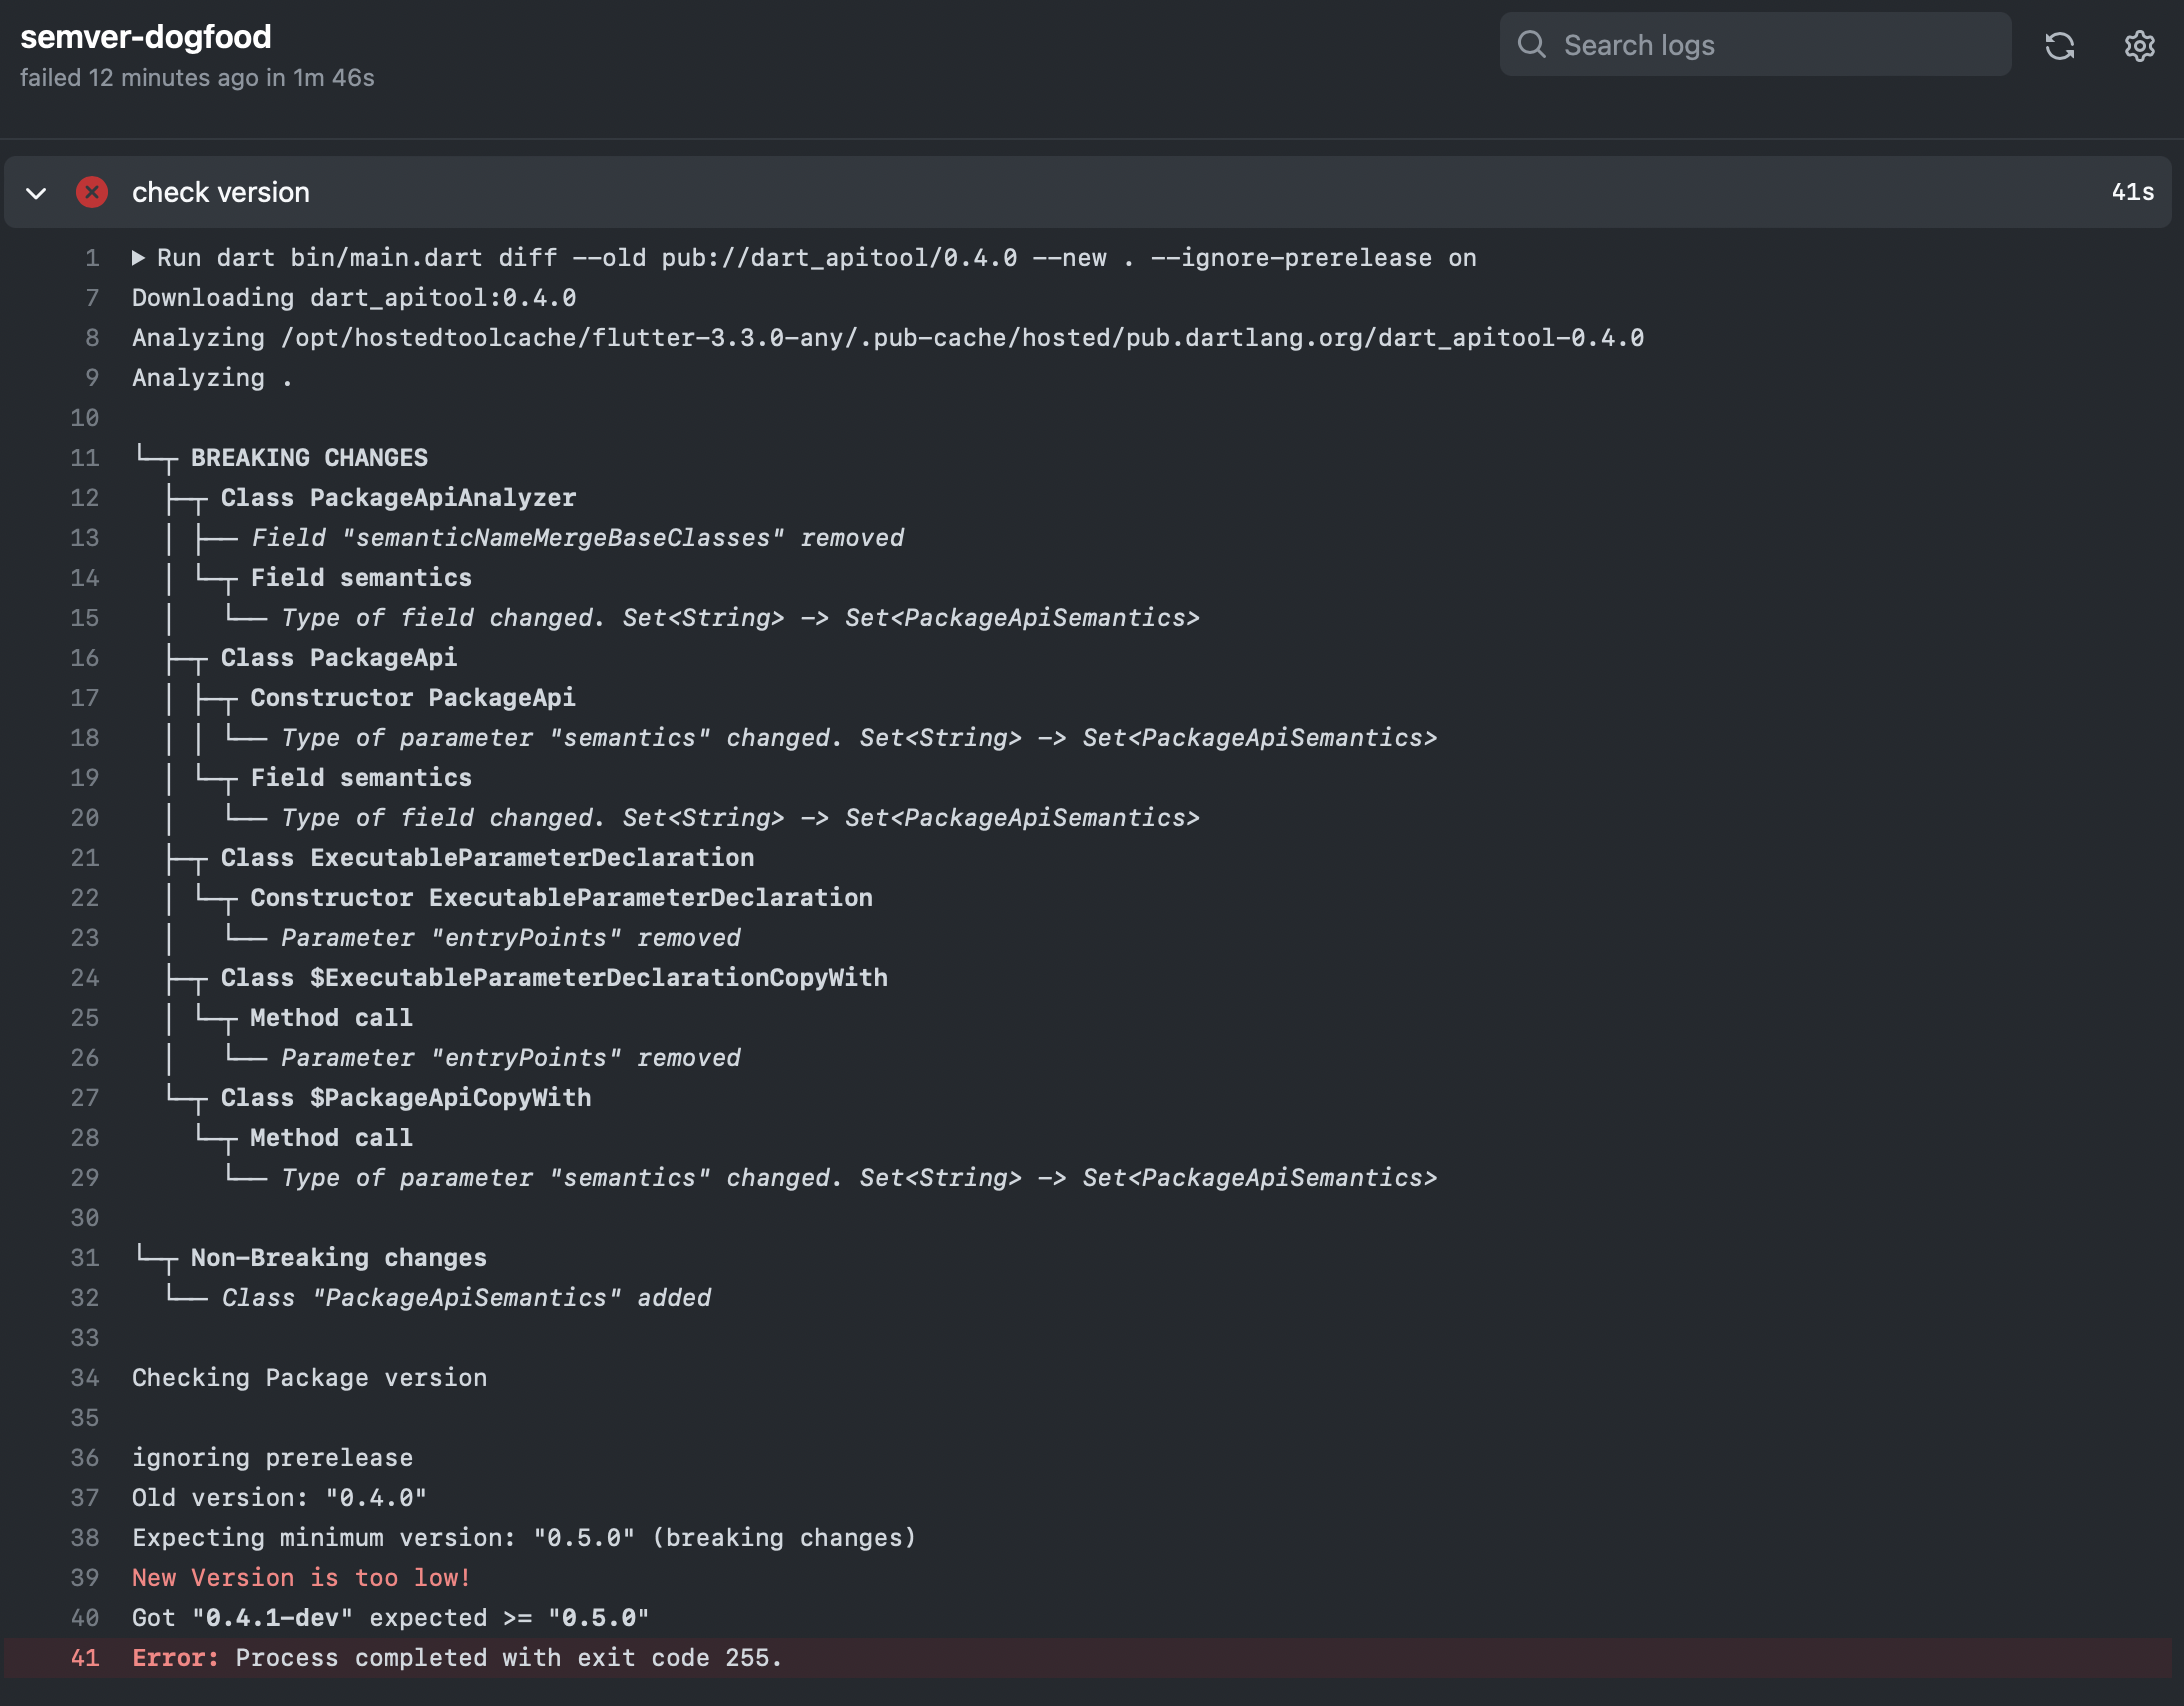 semver-dogfood
failed 12 minutes ago in 1m 46s
Search logs
check version 41s
1 ▶ Run dart bin/main.dart diff --old pub://dart_apitool/0.4.0 --new . --ignore-prerelease on
7 Downloading dart_apitool:0.4.0
8 Analyzing /opt/hostedtoolcache/flutter-3.3.0-any/.pub-cache/hosted/pub.dartlang.org/dart_apitool-0.4.0
9 Analyzing .
10
11 └─┬ BREAKING CHANGES
12   ├─┬ Class PackageApiAnalyzer
13   │ ├── Field "semanticNameMergeBaseClasses" removed
14   │ └─┬ Field semantics
15   │   └── Type of field changed. Set<String> -> Set<PackageApiSemantics>
16   ├─┬ Class PackageApi
17   │ ├─┬ Constructor PackageApi
18   │ │ └── Type of parameter "semantics" changed. Set<String> -> Set<PackageApiSemantics>
19   │ └─┬ Field semantics
20   │   └── Type of field changed. Set<String> -> Set<PackageApiSemantics>
21   ├─┬ Class ExecutableParameterDeclaration
22   │ └─┬ Constructor ExecutableParameterDeclaration
23   │   └── Parameter "entryPoints" removed
24   ├─┬ Class $ExecutableParameterDeclarationCopyWith
25   │ └─┬ Method call
26   │   └── Parameter "entryPoints" removed
27   └─┬ Class $PackageApiCopyWith
28     └─┬ Method call
29       └── Type of parameter "semantics" changed. Set<String> -> Set<PackageApiSemantics>
30
31 └─┬ Non-Breaking changes
32   └── Class "PackageApiSemantics" added
33
34 Checking Package version
35
36 ignoring prerelease
37 Old version: "0.4.0"
38 Expecting minimum version: "0.5.0" (breaking changes)
39 New Version is too low!
40 Got "0.4.1-dev" expected >= "0.5.0"
41 Error: Process completed with exit code 255.